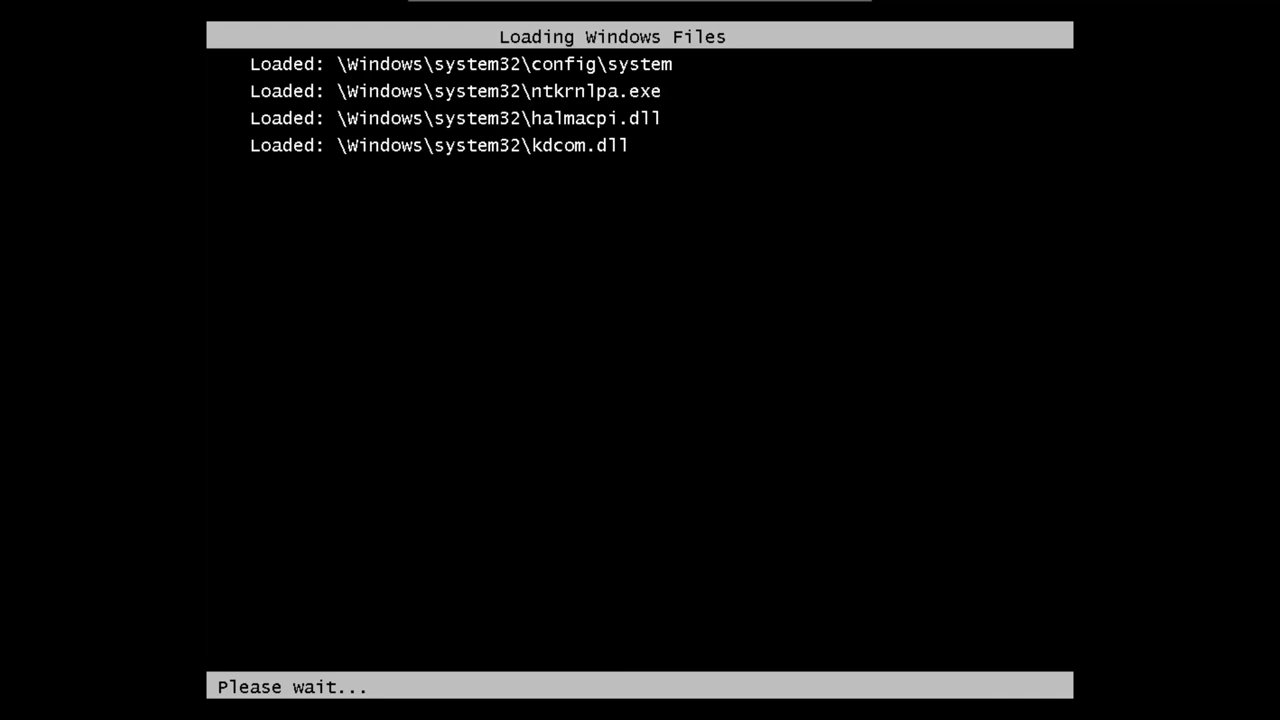 Loading Windows Files
Loaded: \Windows\system32\config\system
Loaded: \Windows\system32\ntkrnlpa.exe
Loaded: \Windows\system32\halmacpi.dll
Loaded: \Windows\system32\kdcom.dll
Please wait...